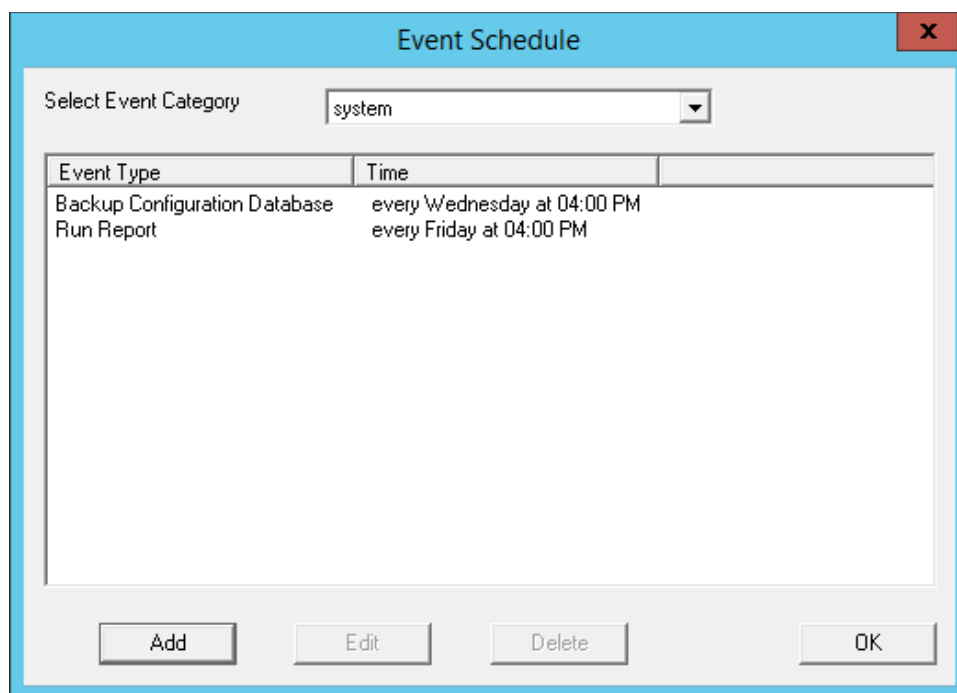 Event Schedule
x
Select Event Category
system
Event Type Time
Backup Configuration Database every Wednesday at 04:00 PM
Run Report every Friday at 04:00 PM
Add Edit Delete OK